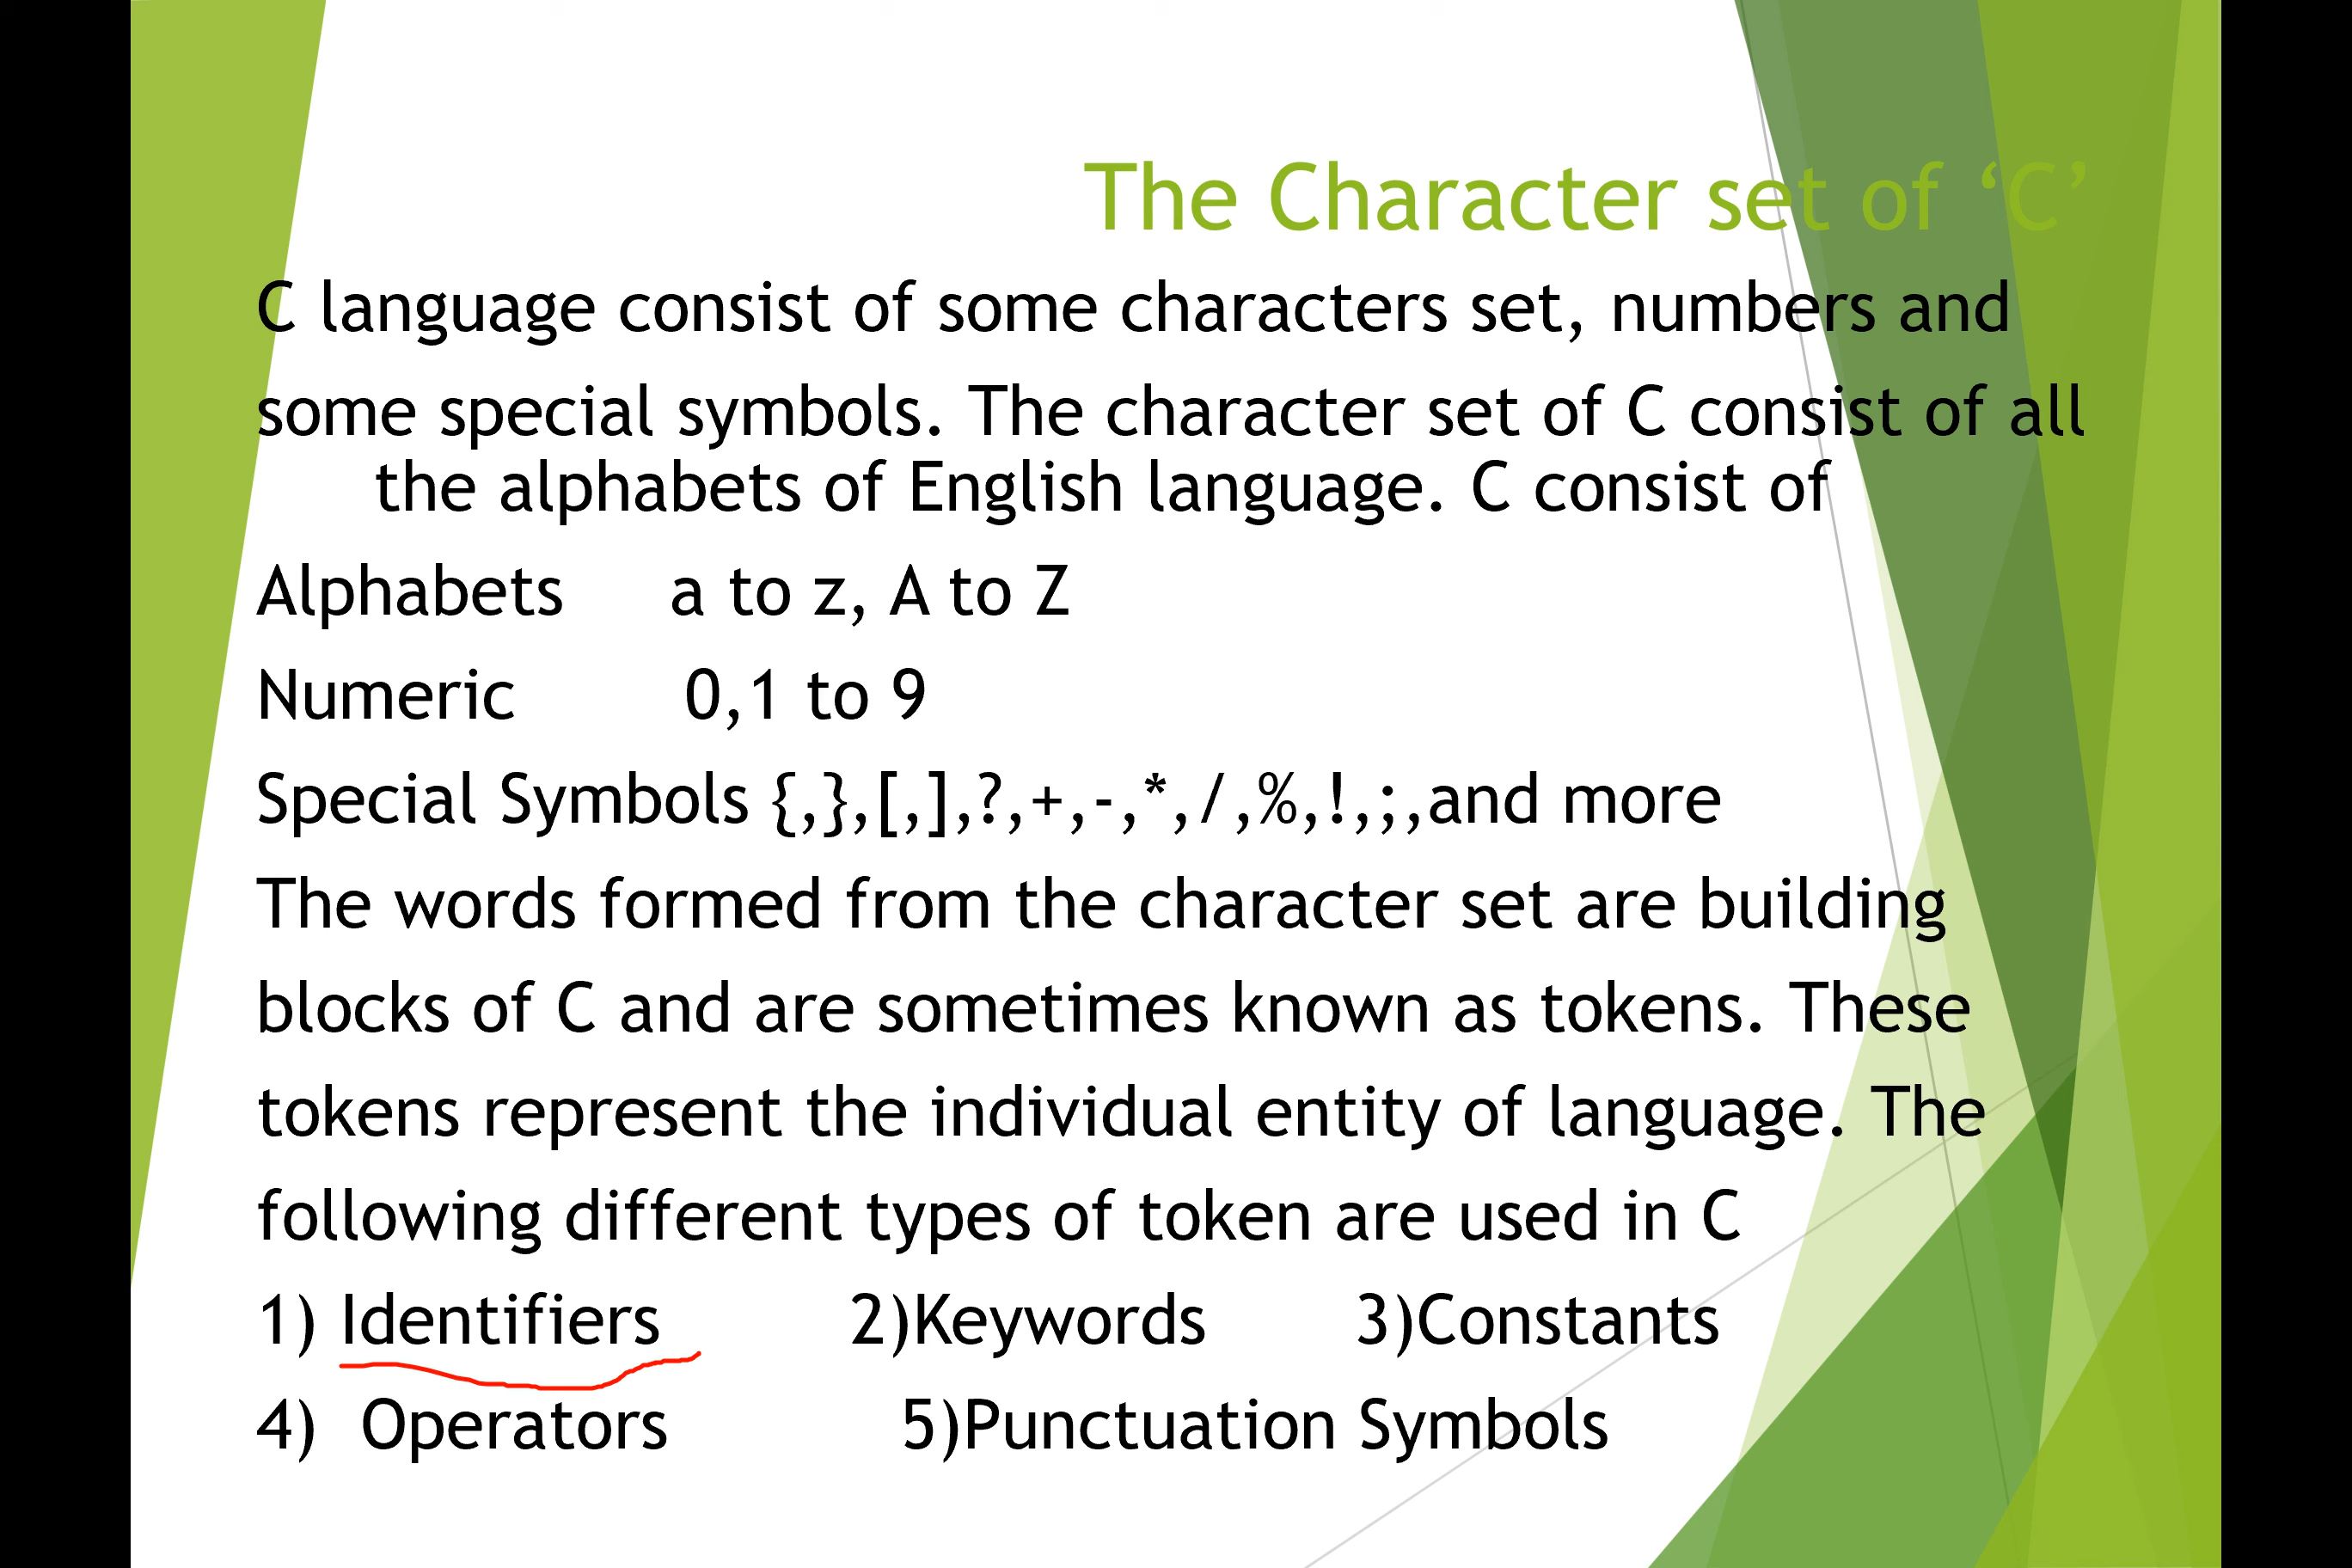 The Character set of ‘C’
C language consist of some characters set, numbers and
some special symbols. The character set of C consist of all
the alphabets of English language. C consist of
Alphabets a to z, A to Z
Numeric 0,1 to 9
Special Symbols {,},[,],?,+,-,*,/,%,!,;,and more
The words formed from the character set are building
blocks of C and are sometimes known as tokens. These
tokens represent the individual entity of language. The
following different types of token are used in C
1) Identifiers 2)Keywords 3)Constants
4) Operators 5)Punctuation Symbols